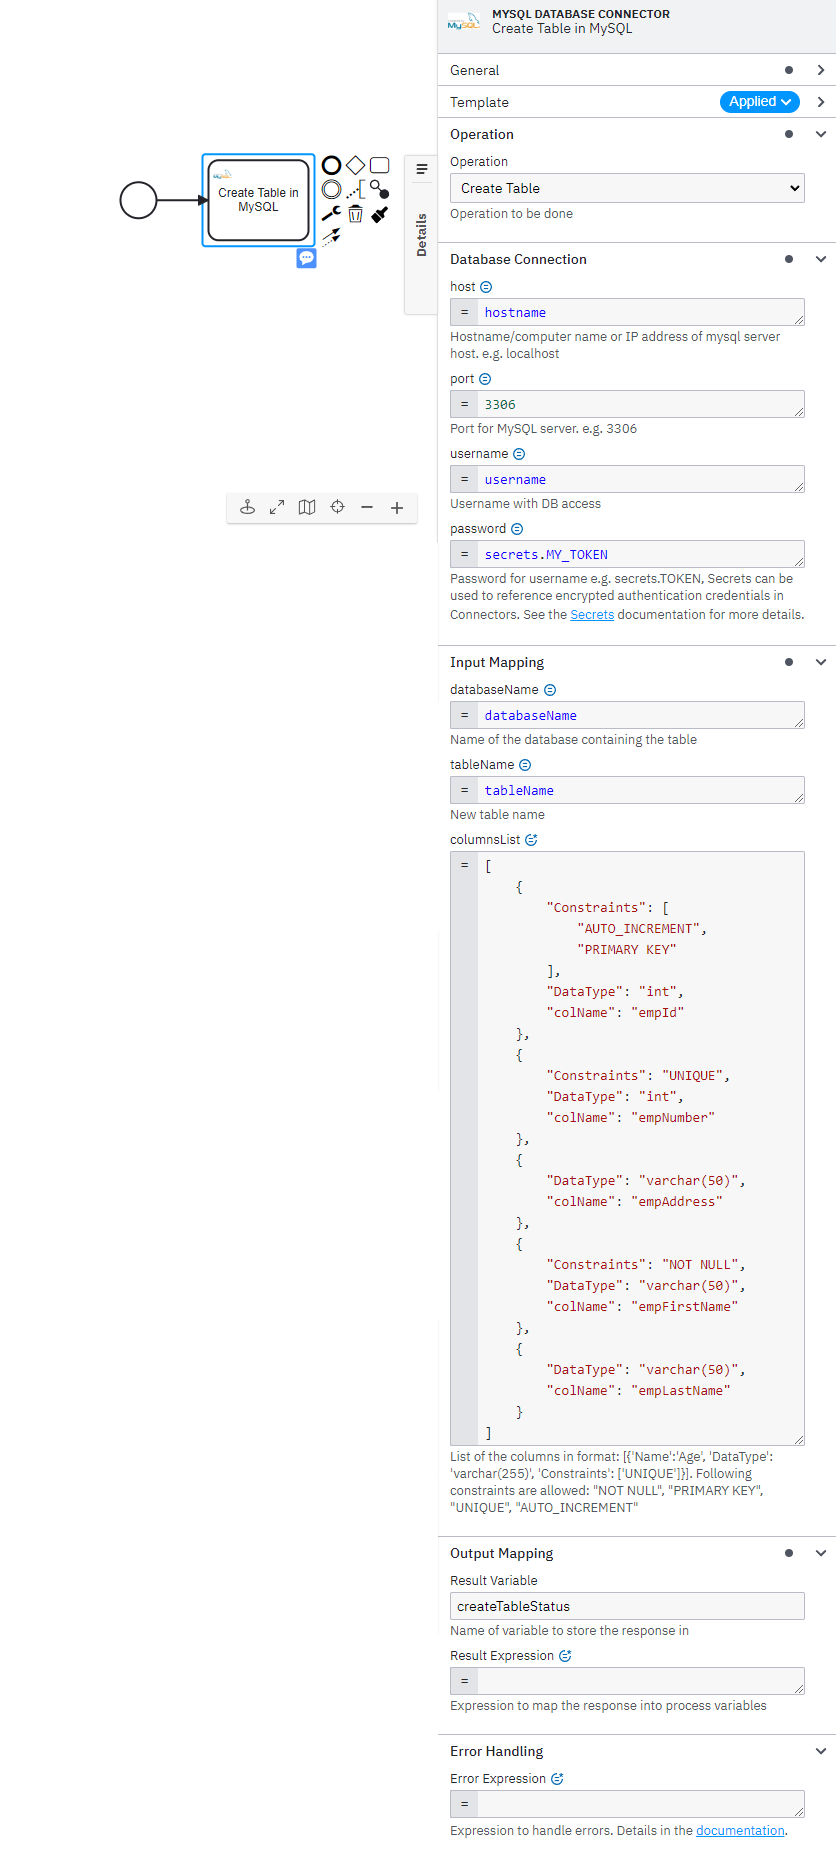 MySQL
MYSQL DATABASE CONNECTOR
Create Table in MySQL
General
Template
Applied
Operation
Operation
Create Table
Operation to be done
Create Table in
MySQL
Details
Database Connection
host
= hostname
Hostname/computer name or IP address of mysql server
host. e.g. localhost
port
= 3306
Port for MySQL server. e.g. 3306
username
= username
Username with DB access
password
= secrets.MY_TOKEN
Password for username e.g. secrets.TOKEN, Secrets can be
used to reference encrypted authentication credentials in
Connectors. See the Secrets documentation for more details.
Input Mapping
databaseName
= databaseName
Name of the database containing the table
tableName
= tableName
New table name
columnsList
= [
{
"Constraints": [
"AUTO_INCREMENT",
"PRIMARY KEY"
],
"DataType": "int",
"colName": "empId"
},
{
"Constraints": "UNIQUE",
"DataType": "int",
"colName": "empNumber"
},
{
"DataType": "varchar(50)",
"colName": "empAddress"
},
{
"Constraints": "NOT NULL",
"DataType": "varchar(50)",
"colName": "empFirstName"
},
{
"DataType": "varchar(50)",
"colName": "empLastName"
}
]
List of the columns in format: [{'Name':'Age', 'DataType':
'varchar(255)', 'Constraints': ['UNIQUE']}]. Following
constraints are allowed: "NOT NULL", "PRIMARY KEY",
"UNIQUE", "AUTO_INCREMENT"
Output Mapping
Result Variable
createTableStatus
Name of variable to store the response in
Result Expression
=
Expression to map the response into process variables
Error Handling
Error Expression
=
Expression to handle errors. Details in the documentation.